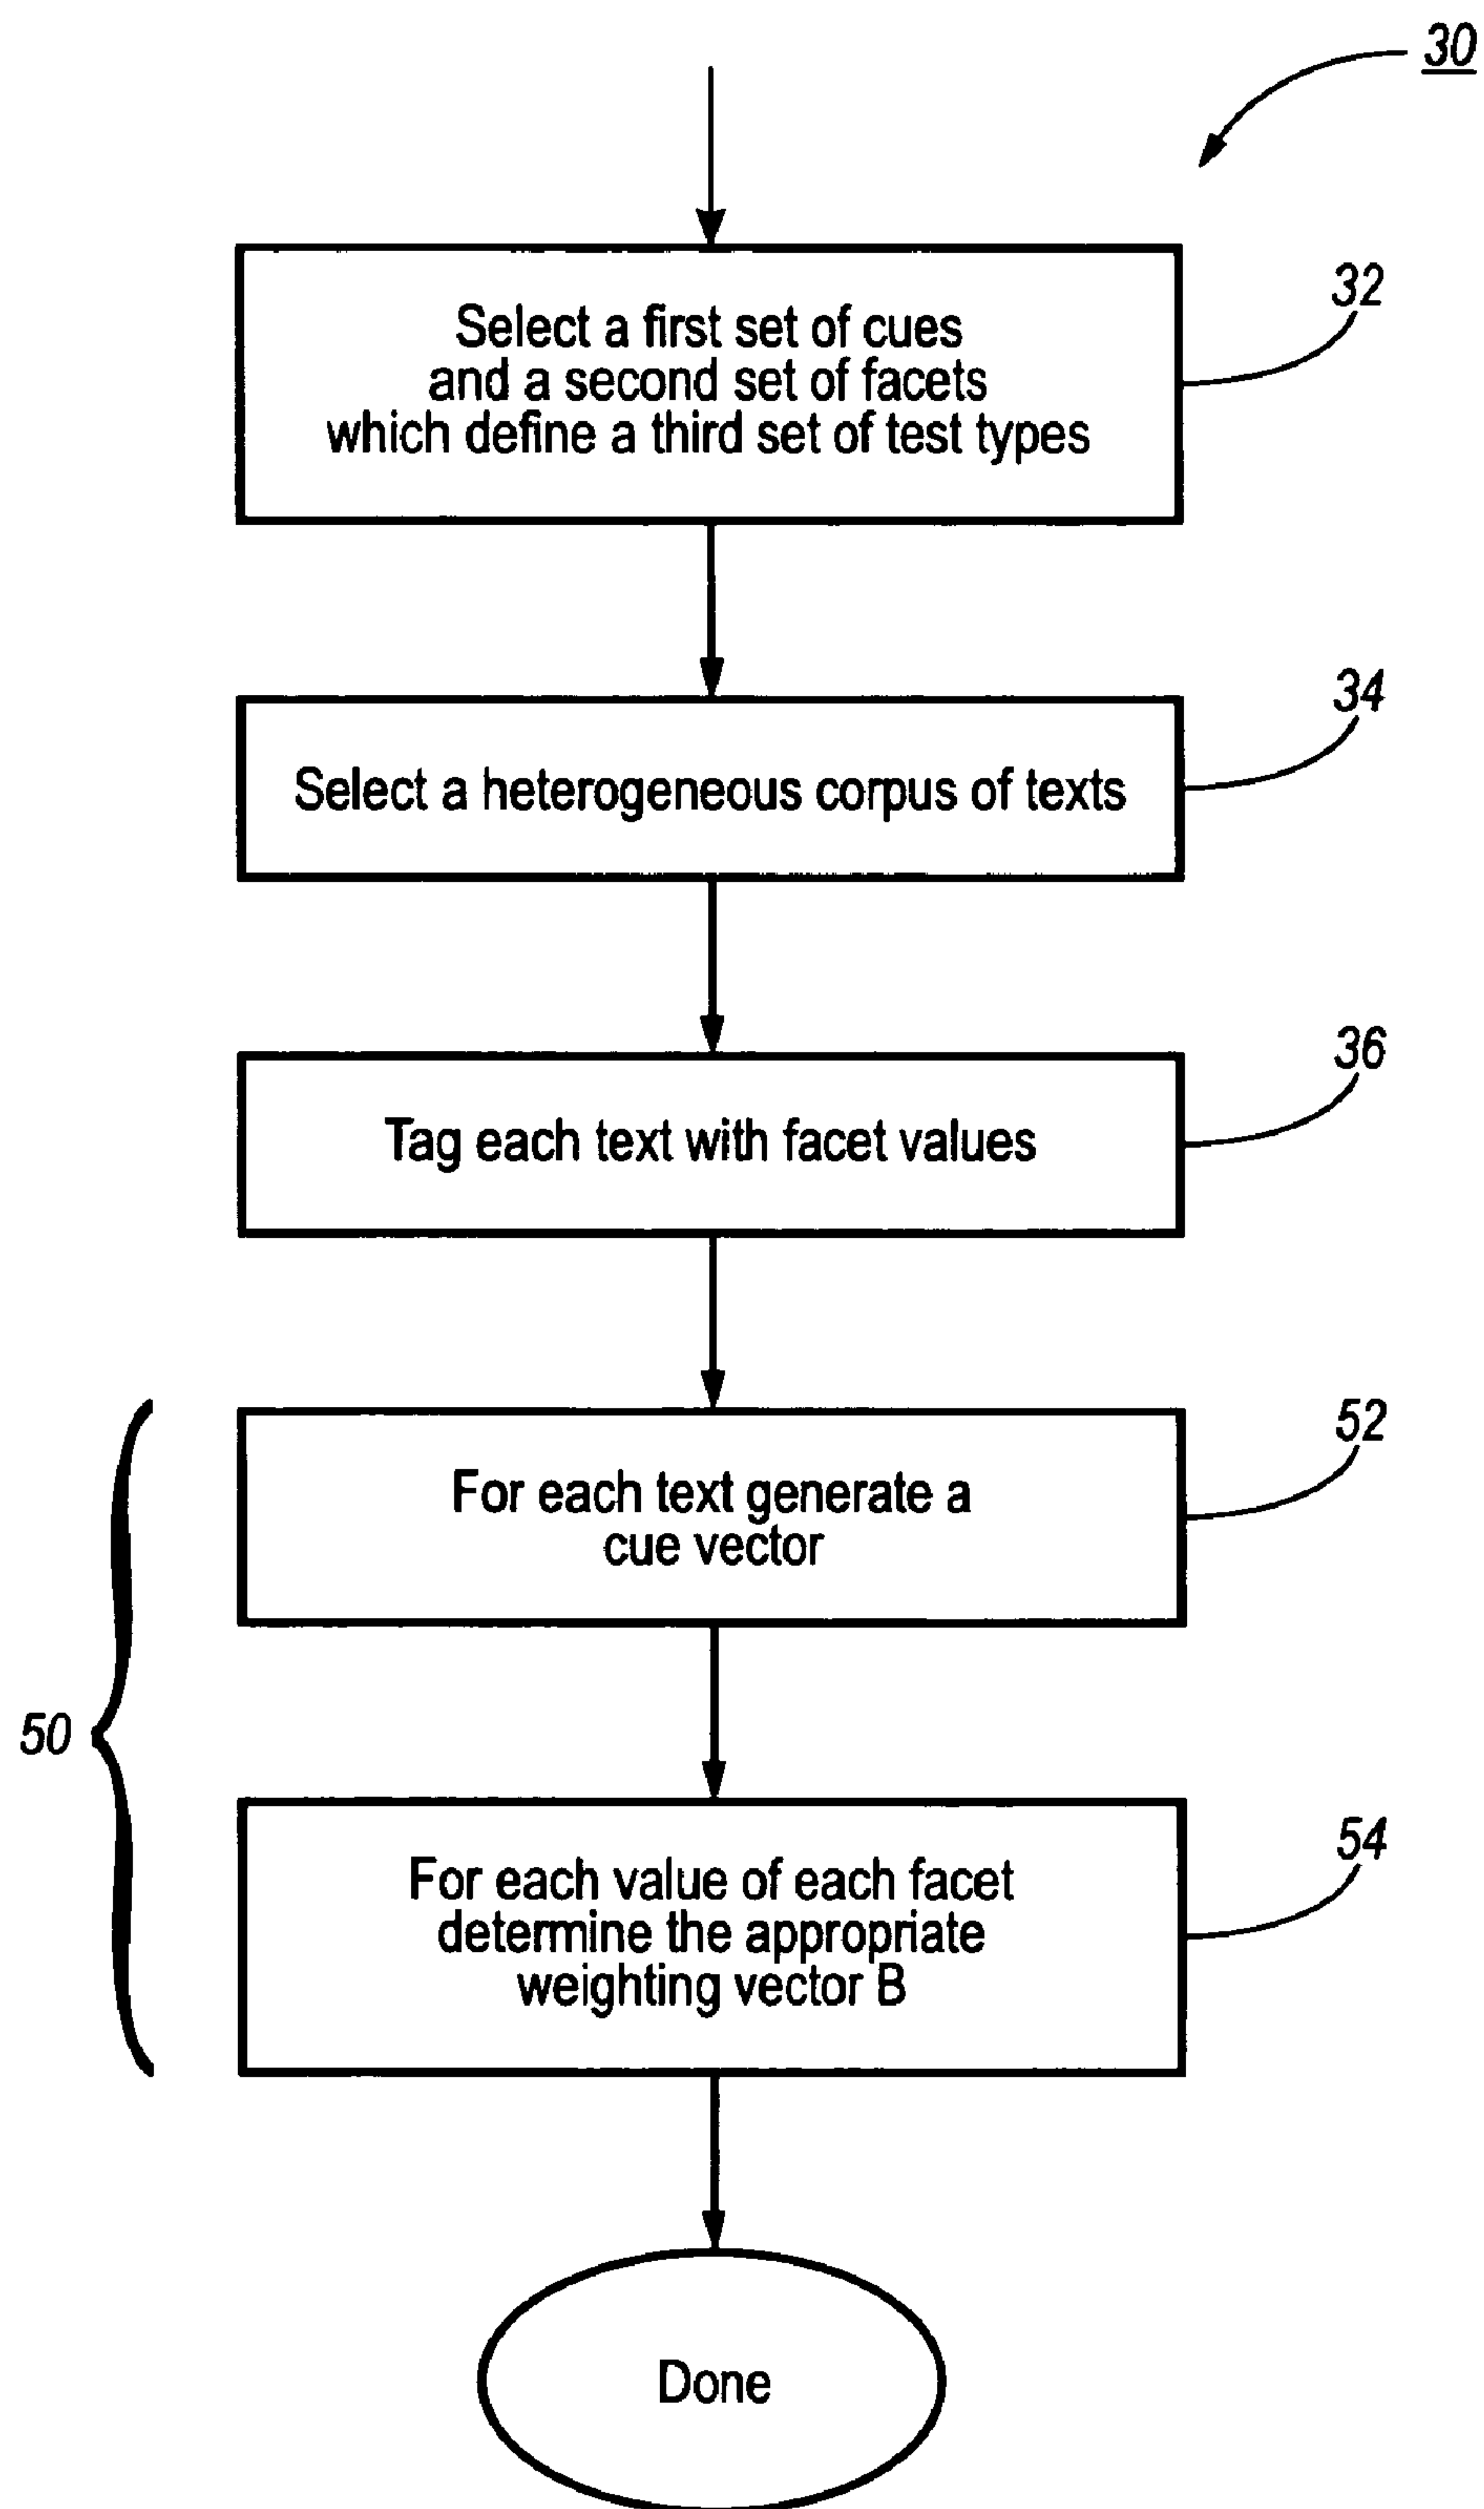 30
Select a first set of cues
and a second set of facets
which define a third set of test types
32
Select a heterogeneous corpus of texts
34
Tag each text with facet values
36
For each text generate a
cue vector
52
50
For each value of each facet
determine the appropriate
weighting vector B
54
Done